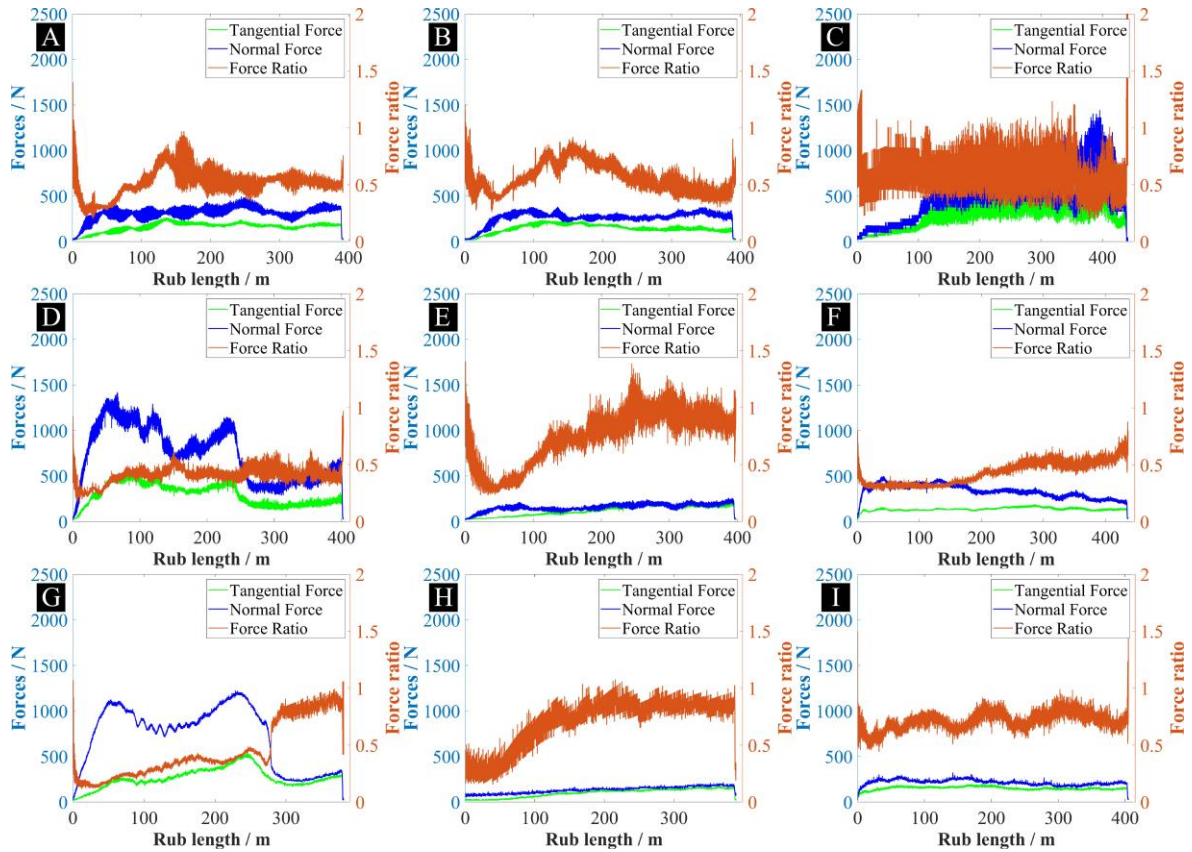 A
Tangential Force
Normal Force
Force Ratio
Forces / N
2500
2000
1500
1000
500
0
2
1.5
1
0.5
0
Force ratio
0 100 200 300 400
Rub length / m
B
Tangential Force
Normal Force
Force Ratio
Forces / N
2500
2000
1500
1000
500
0
2
1.5
1
0.5
0
Force ratio
0 100 200 300 400
Rub length / m
C
Tangential Force
Normal Force
Force Ratio
Forces / N
2500
2000
1500
1000
500
0
2
1.5
1
0.5
0
Force ratio
0 100 200 300 400
Rub length / m
D
Tangential Force
Normal Force
Force Ratio
Forces / N
2500
2000
1500
1000
500
0
2
1.5
1
0.5
0
Force ratio
0 100 200 300 400
Rub length / m
E
Tangential Force
Normal Force
Force Ratio
Forces / N
2500
2000
1500
1000
500
0
2
1.5
1
0.5
0
Force ratio
0 100 200 300 400
Rub length / m
F
Tangential Force
Normal Force
Force Ratio
Forces / N
2500
2000
1500
1000
500
0
2
1.5
1
0.5
0
Force ratio
0 100 200 300 400
Rub length / m
G
Tangential Force
Normal Force
Force Ratio
Forces / N
2500
2000
1500
1000
500
0
2
1.5
1
0.5
0
Force ratio
0 100 200 300
Rub length / m
H
Tangential Force
Normal Force
Force Ratio
Forces / N
2500
2000
1500
1000
500
0
2
1.5
1
0.5
0
Force ratio
0 100 200 300
Rub length / m
I
Tangential Force
Normal Force
Force Ratio
Forces / N
2500
2000
1500
1000
500
0
2
1.5
1
0.5
0
Force ratio
0 100 200 300 400
Rub length / m